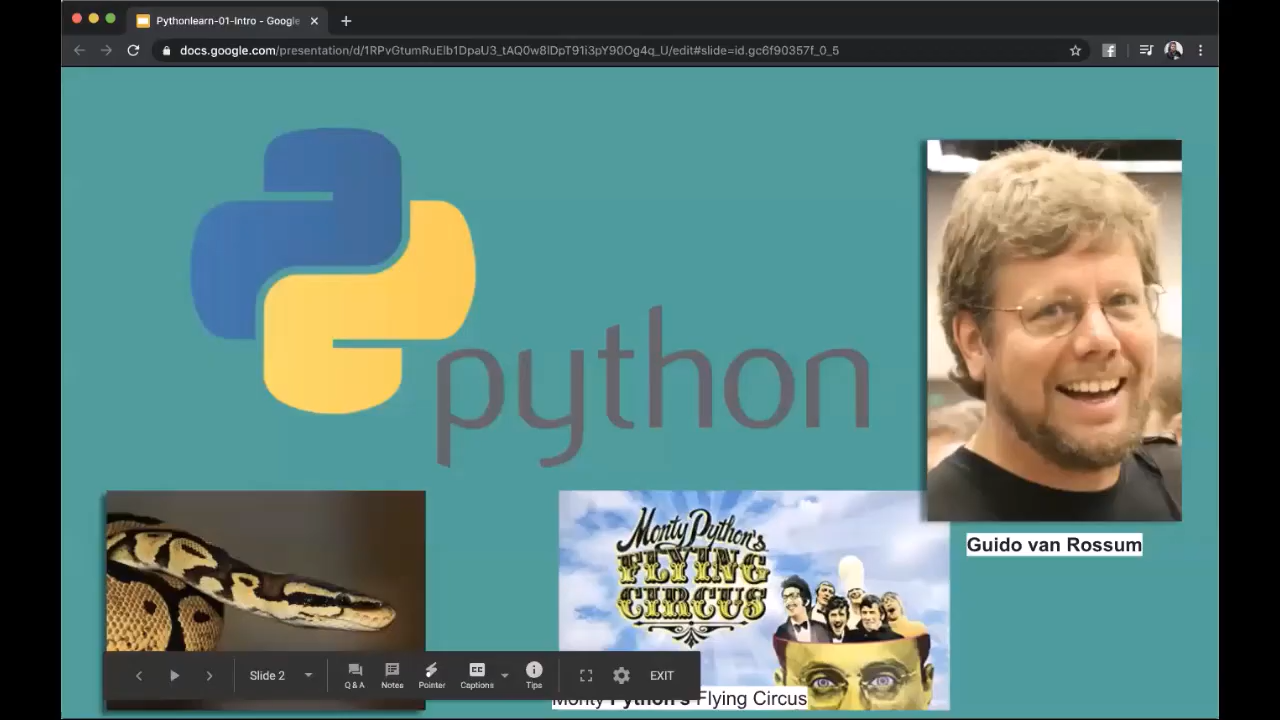 Pythonlearn-01-Intro - Google
docs.google.com/presentation/d/1RPvGtumRuElb1DpaU3_tAQ0w8lDpT91i3pY90Og4q_U/edit#slide=id.gc6f90357f_0_5
python
Guido van Rossum
Monty Python's
FLYING
CIRCUS
Slide 2
Q & A
Notes
Pointer
CC
Captions
Tips
EXIT
Monty Python's Flying Circus